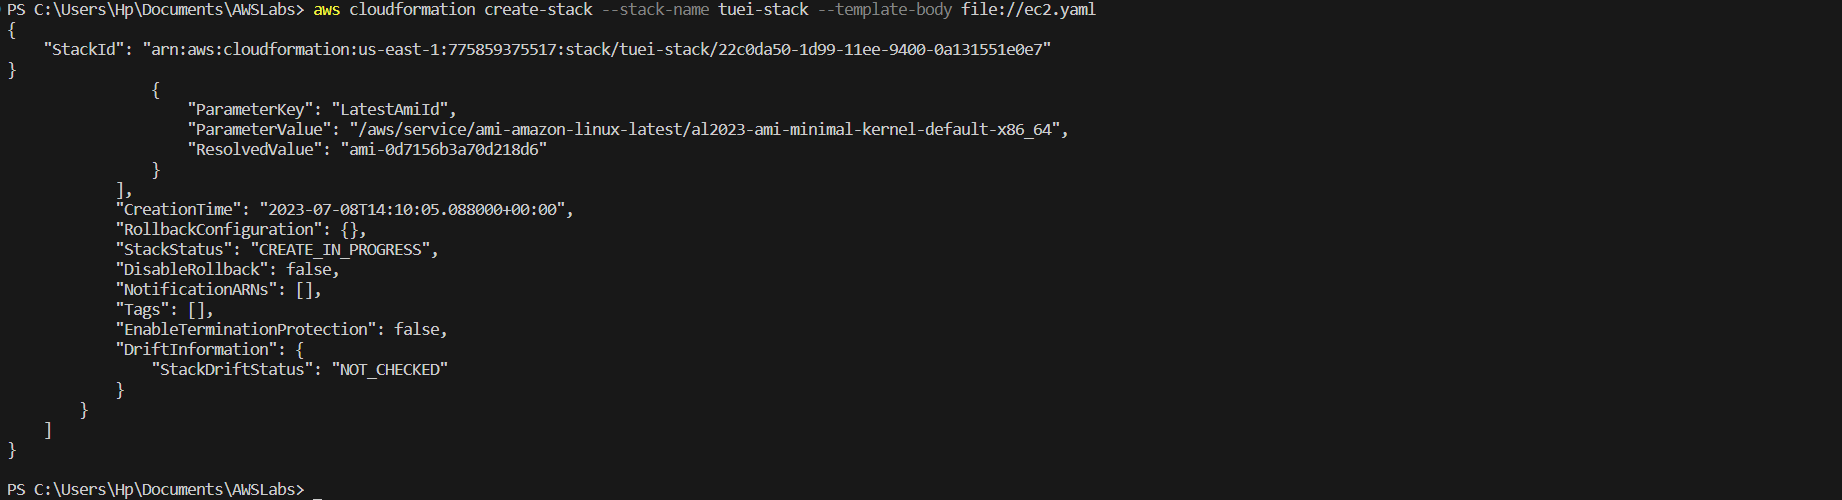 PS C:\Users\Hp\Documents\AWSLabs> aws cloudformation create-stack --stack-name tuei-stack --template-body file://ec2.yaml
{
    "StackId": "arn:aws:cloudformation:us-east-1:775859375517:stack/tuei-stack/22c0da50-1d99-11ee-9400-0a131551e0e7"
}
                {
                    "ParameterKey": "LatestAmiId",
                    "ParameterValue": "/aws/service/ami-amazon-linux-latest/al2023-ami-minimal-kernel-default-x86_64",
                    "ResolvedValue": "ami-0d7156b3a70d218d6"
                }
            ],
            "CreationTime": "2023-07-08T14:10:05.088000+00:00",
            "RollbackConfiguration": {},
            "StackStatus": "CREATE_IN_PROGRESS",
            "DisableRollback": false,
            "NotificationARNs": [],
            "Tags": [],
            "EnableTerminationProtection": false,
            "DriftInformation": {
                "StackDriftStatus": "NOT_CHECKED"
            }
        }
    ]
}
PS C:\Users\Hp\Documents\AWSLabs>